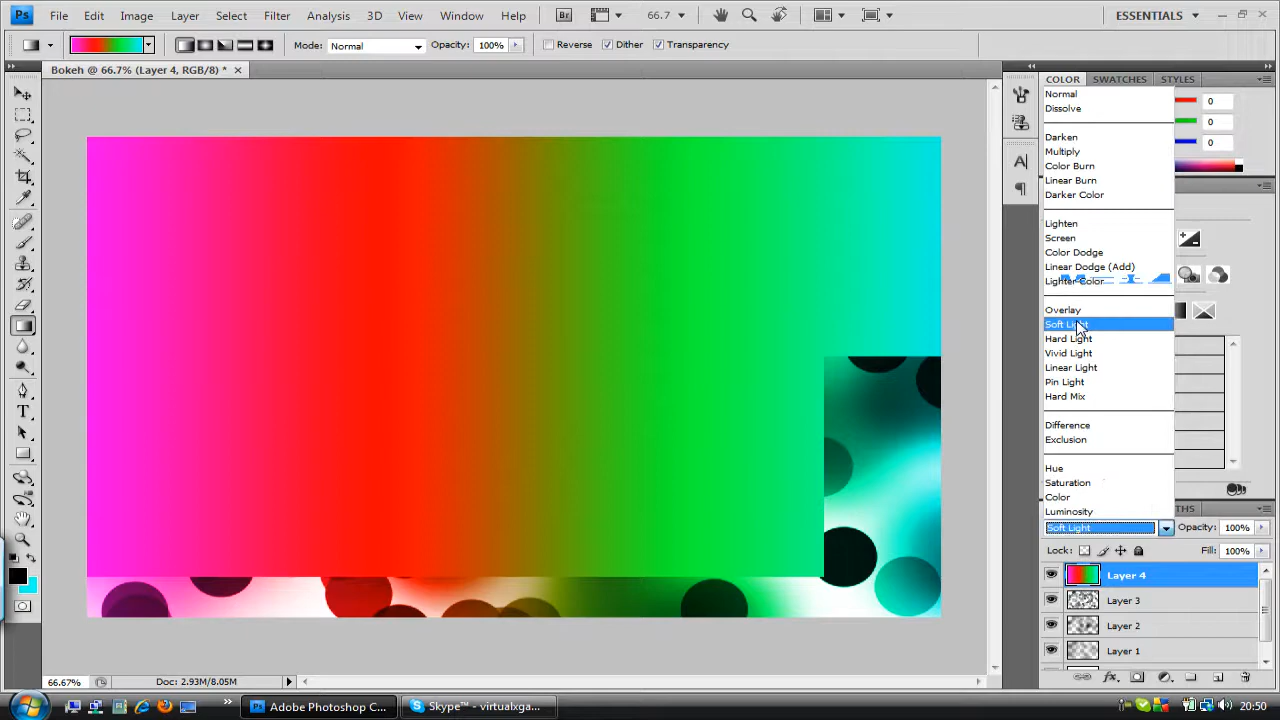 Ps File Edit Image Layer Select Filter Analysis 3D View Window Help Br 66.7 ESSENTIALS
Mode: Normal Opacity: 100% Reverse Dither Transparency
Bokeh @ 66.7% (Layer 4, RGB/8) *
COLOR SWATCHES STYLES
Normal
0
Dissolve
0
Darken
0
Multiply
Color Burn
Linear Burn
Darker Color
Lighten
Screen
Color Dodge
Linear Dodge (Add)
Lighter Color
Overlay
Soft Light
Hard Light
Vivid Light
Linear Light
Pin Light
Hard Mix
Difference
Exclusion
Hue
Saturation
Color
Luminosity
THS
Soft Light Opacity: 100%
Lock: Fill: 100%
Layer 4
Layer 3
Layer 2
Layer 1
66.67% Doc: 2.93M/8.05M
Adobe Photoshop C... Skype™ - virtualxga... 20:50